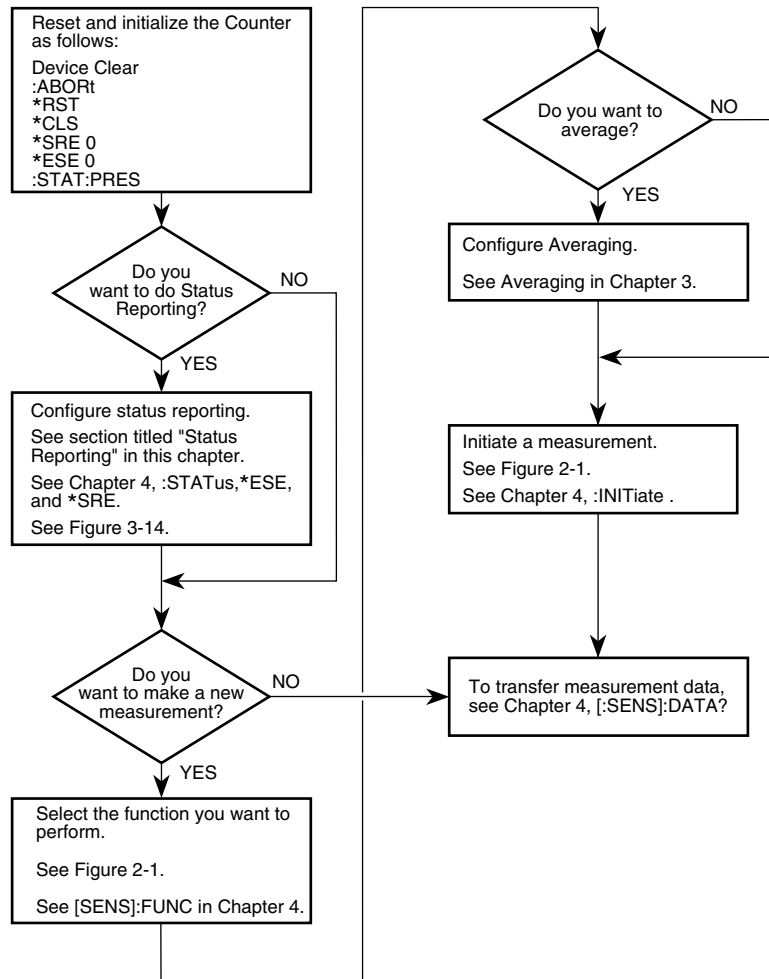 Reset and initialize the Counter
as follows:
Device Clear
:ABORt
*RST
*CLS
*SRE 0
*ESE 0
:STAT:PRES
Do you
want to do Status
Reporting?
NO
YES
Configure status reporting.
See section titled "Status
Reporting" in this chapter.
See Chapter 4, :STATus,*ESE,
and *SRE.
See Figure 3-14.
Do you
want to make a new
measurement?
NO
YES
Select the function you want to
perform.
See Figure 2-1.
See [SENS]:FUNC in Chapter 4.
Do you want to
average?
NO
YES
Configure Averaging.
See Averaging in Chapter 3.
Initiate a measurement.
See Figure 2-1.
See Chapter 4, :INITiate .
To transfer measurement data,
see Chapter 4, [:SENS]:DATA?